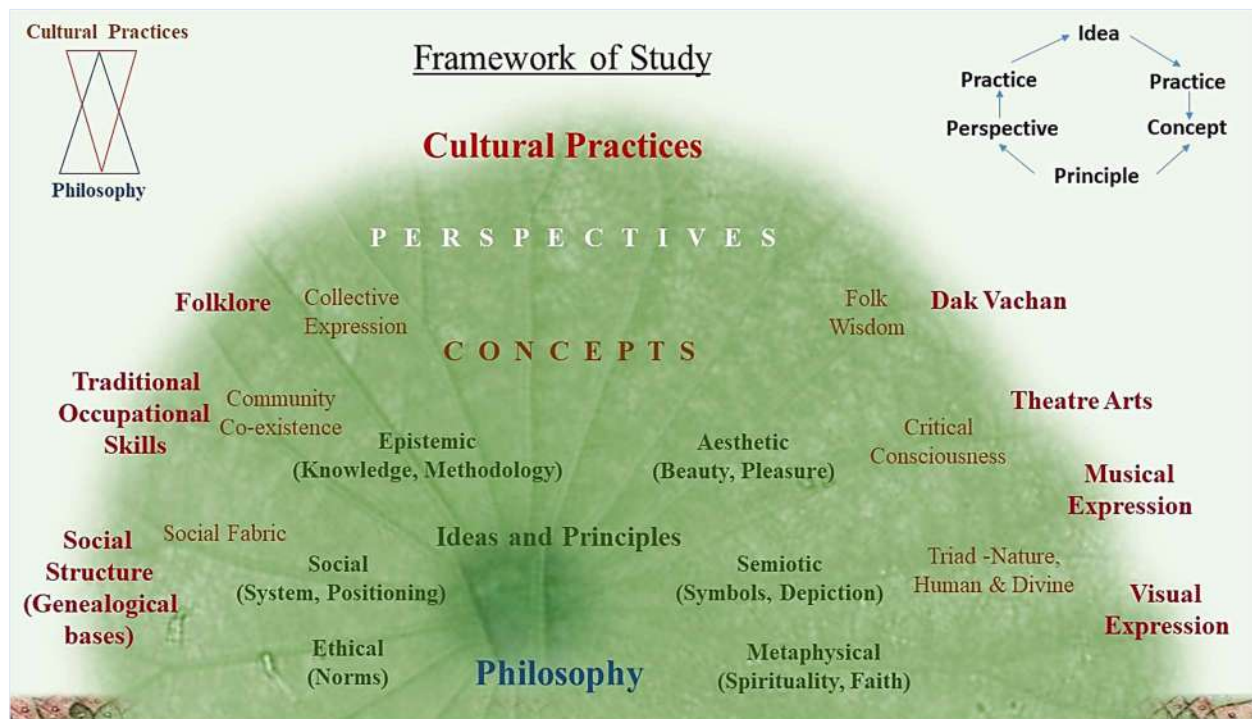 Cultural Practices
Philosophy
Framework of Study
Idea
Practice
Practice
Perspective
Concept
Principle
Cultural Practices
PERSPECTIVES
Folklore
Collective
Expression
Folk
Wisdom
Dak Vachan
CONCEPTS
Traditional
Occupational
Skills
Community
Co-existence
Epistemic
(Knowledge, Methodology)
Aesthetic
(Beauty, Pleasure)
Critical
Consciousness
Theatre Arts
Musical
Expression
Social
Structure
(Genealogical
bases)
Social Fabric
Ideas and Principles
Social
(System, Positioning)
Semiotic
(Symbols, Depiction)
Triad -Nature,
Human & Divine
Visual
Expression
Ethical
(Norms)
Philosophy
Metaphysical
(Spirituality, Faith)